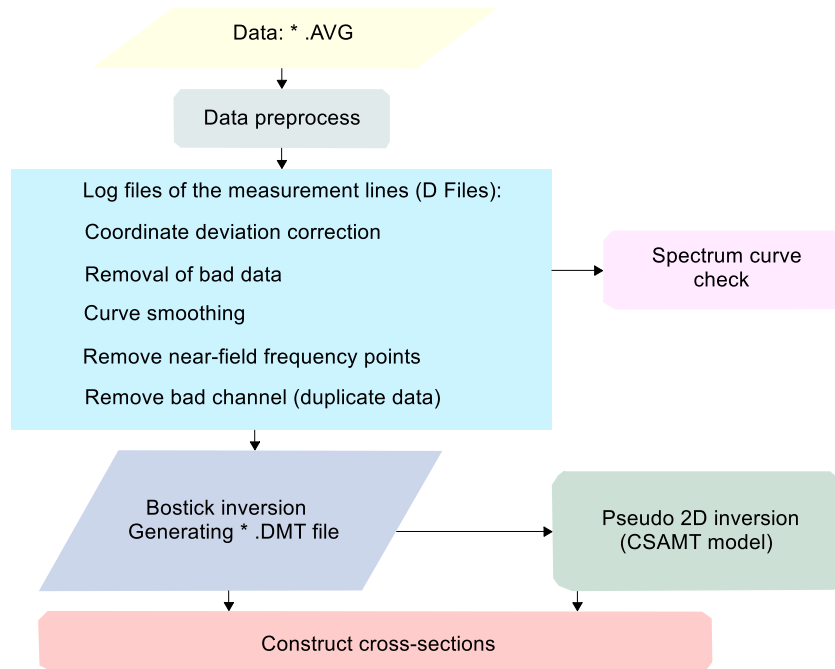 Data: * .AVG
Data preprocess
Log files of the measurement lines (D Files):
Coordinate deviation correction
Removal of bad data
Curve smoothing
Remove near-field frequency points
Remove bad channel (duplicate data)
Spectrum curve
check
Bostick inversion
Generating * .DMT file
Pseudo 2D inversion
(CSAMT model)
Construct cross-sections